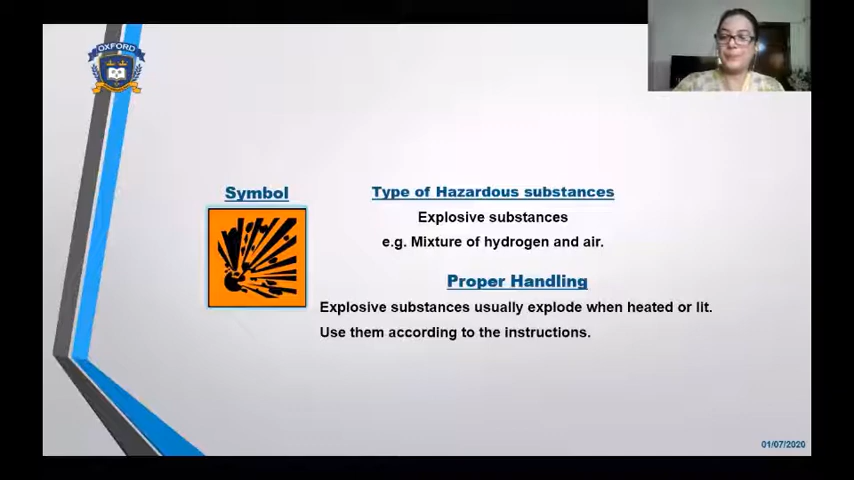 OXFORD
Symbol
Type of Hazardous substances
Explosive substances
e.g. Mixture of hydrogen and air.
Proper Handling
Explosive substances usually explode when heated or lit.
Use them according to the instructions.
01/07/2020